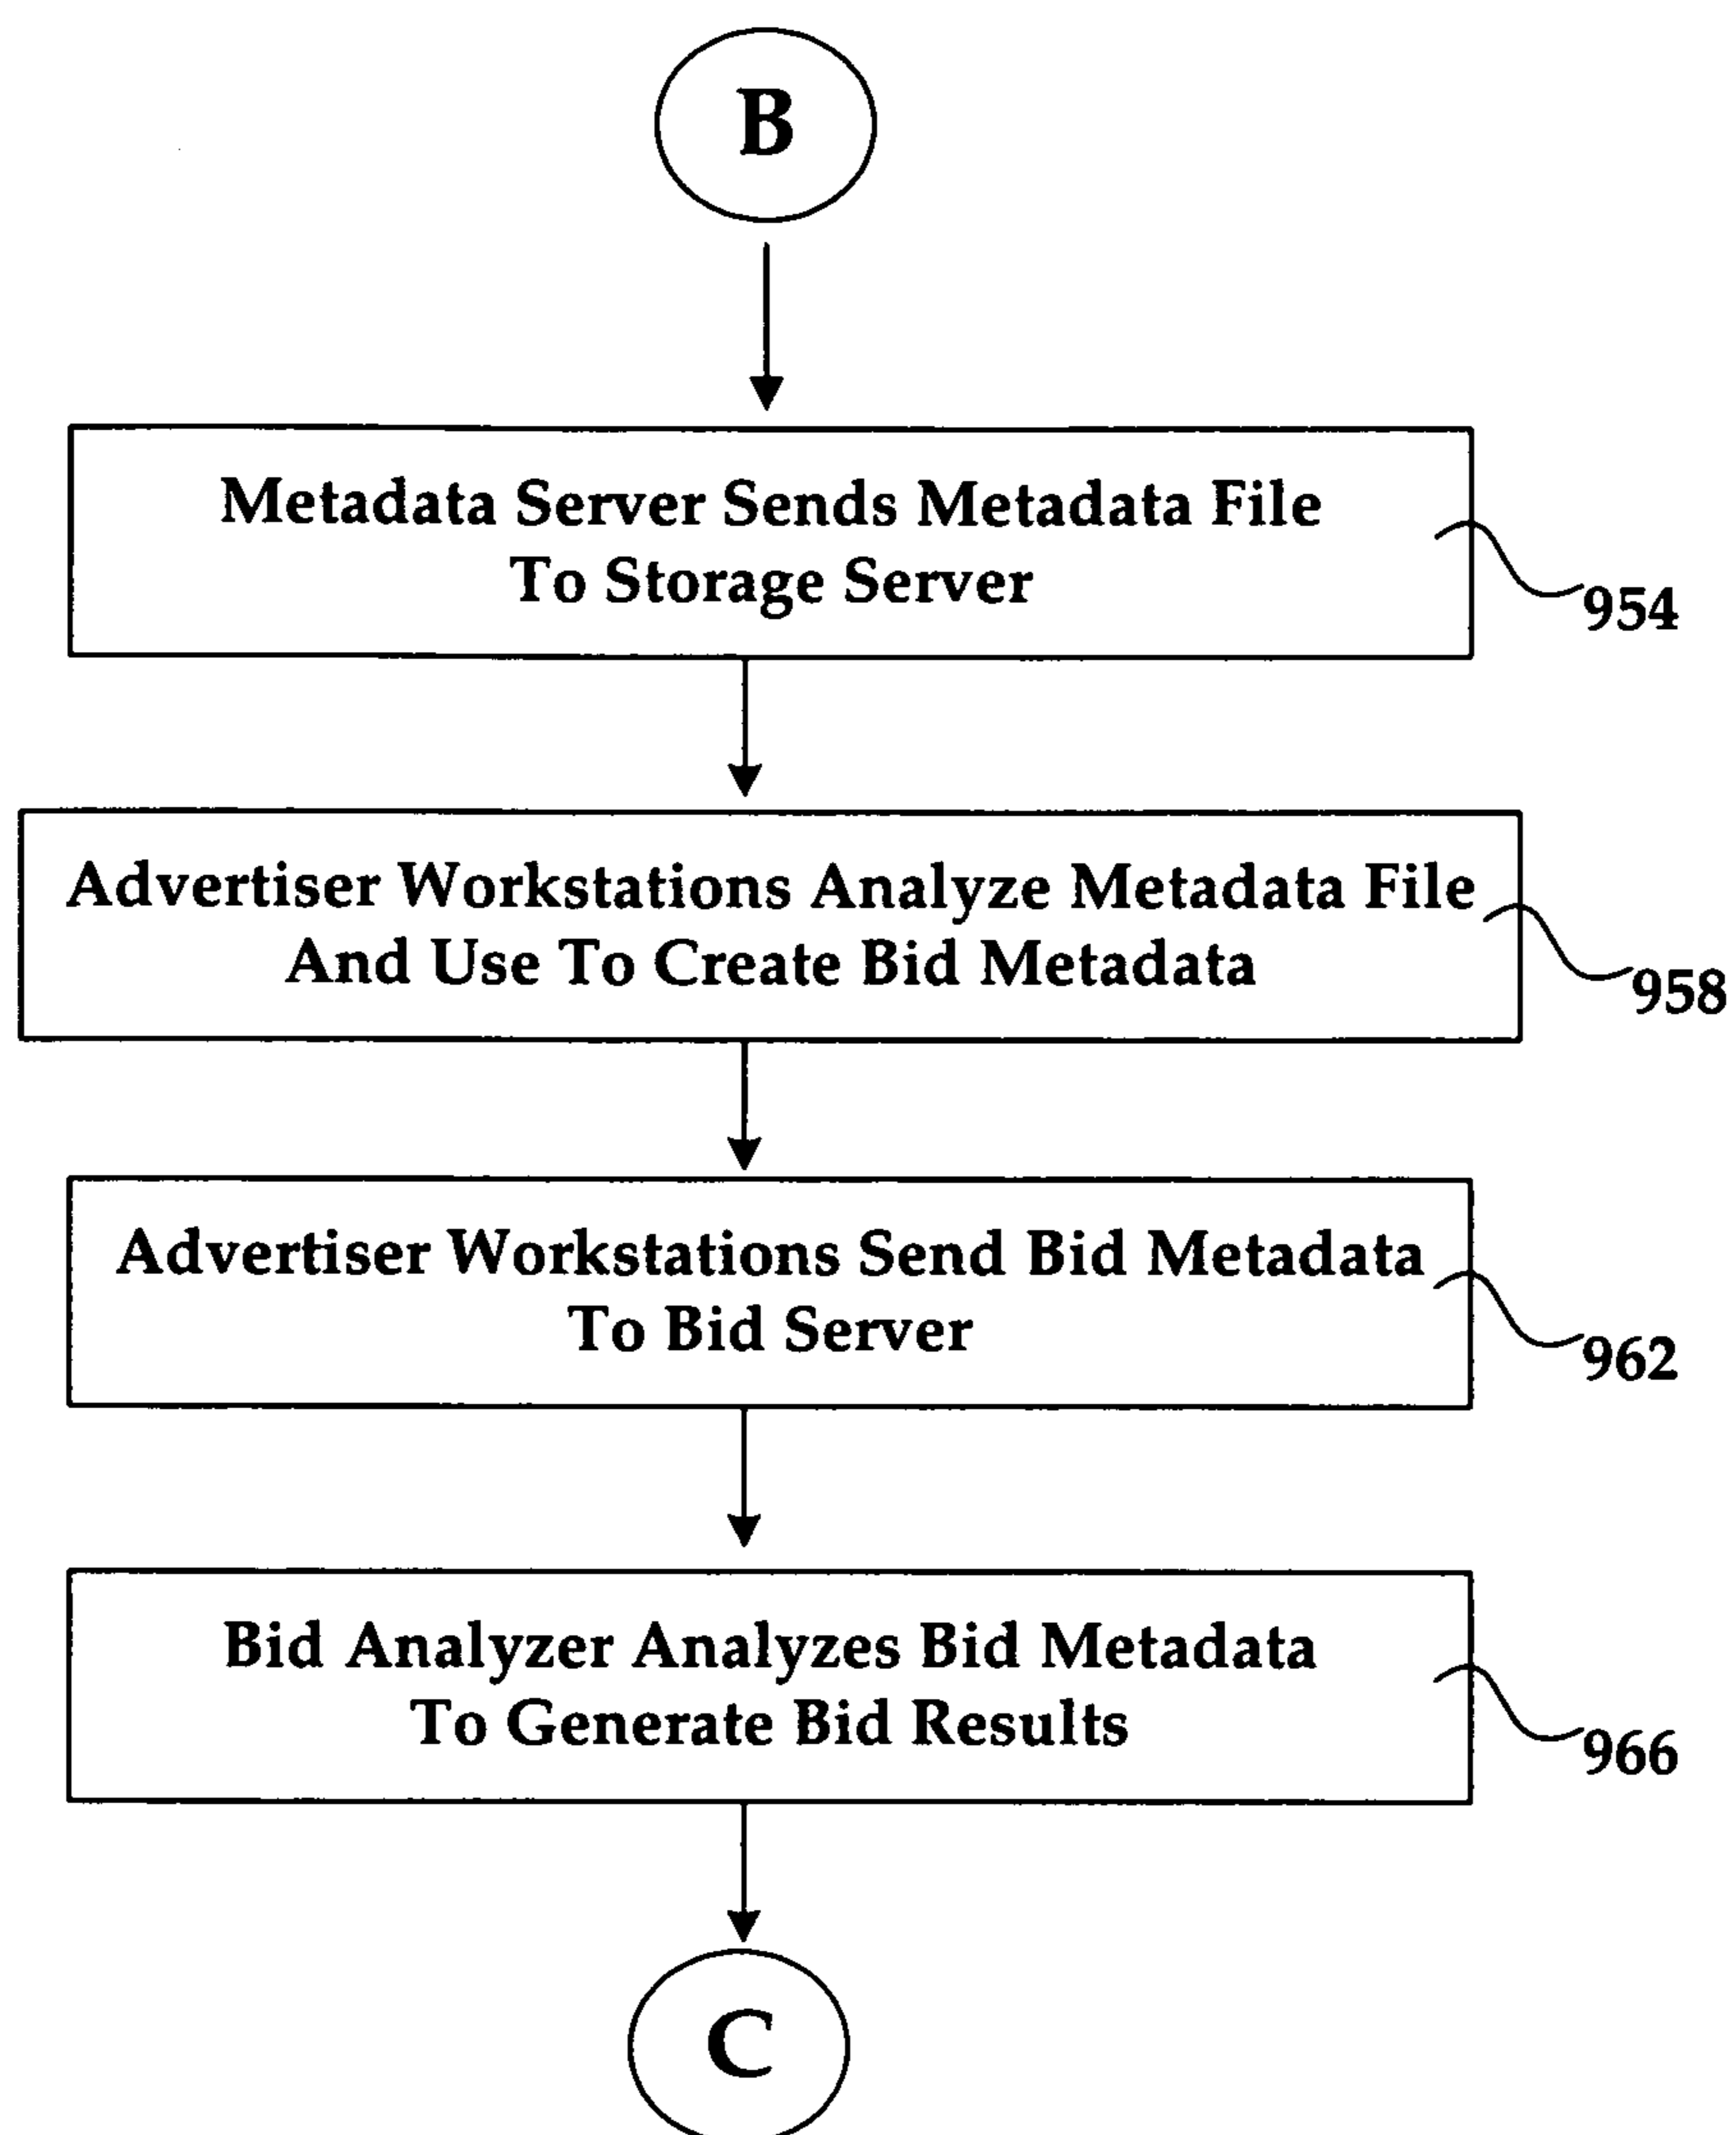 B
Metadata Server Sends Metadata File
To Storage Server
954
Advertiser Workstations Analyze Metadata File
And Use To Create Bid Metadata
958
Advertiser Workstations Send Bid Metadata
To Bid Server
962
Bid Analyzer Analyzes Bid Metadata
To Generate Bid Results
966
C